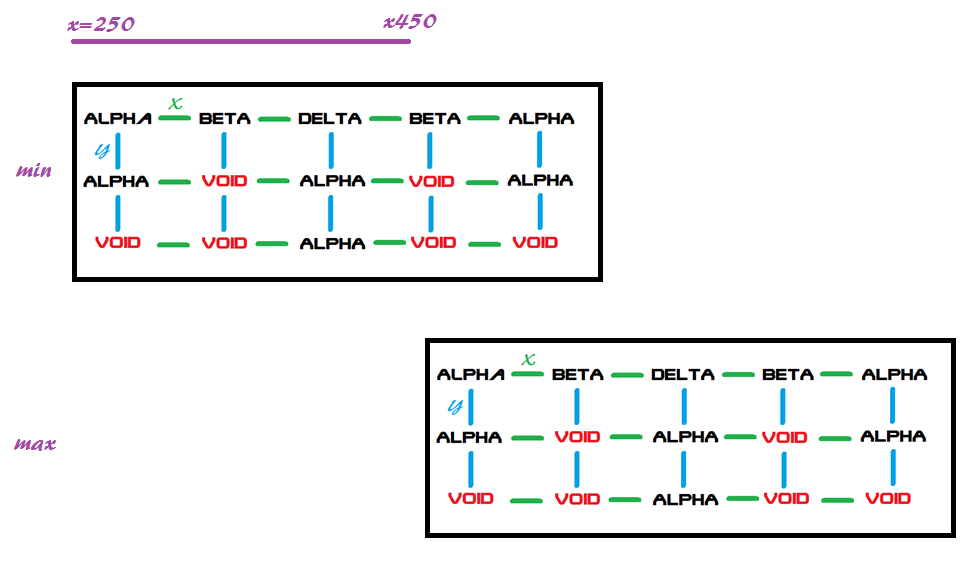 x=250 x450
x
ALPHA BETA DELTA BETA ALPHA
y
min
ALPHA VOID ALPHA VOID ALPHA
VOID VOID ALPHA VOID VOID
x
ALPHA BETA DELTA BETA ALPHA
y
max
ALPHA VOID ALPHA VOID ALPHA
VOID VOID ALPHA VOID VOID